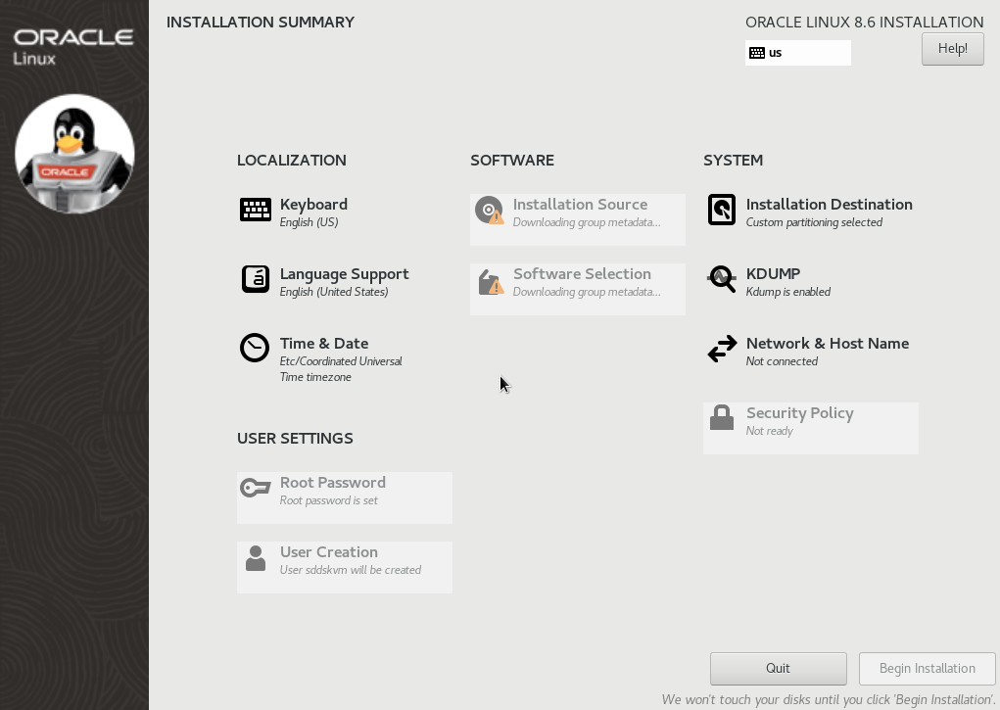 ORACLE
Linux
ORACLE
INSTALLATION SUMMARY
ORACLE LINUX 8.6 INSTALLATION
us
Help!
LOCALIZATION
Keyboard
English (US)
Language Support
English (United States)
Time & Date
Etc/Coordinated Universal
Time timezone
USER SETTINGS
Root Password
Root password is set
User Creation
User sddskvm will be created
SOFTWARE
Installation Source
Downloading group metadata...
Software Selection
Downloading group metadata...
SYSTEM
Installation Destination
Custom partitioning selected
KDUMP
Kdump is enabled
Network & Host Name
Not connected
Security Policy
Not ready
Quit
Begin Installation
We won't touch your disks until you click 'Begin Installation'.